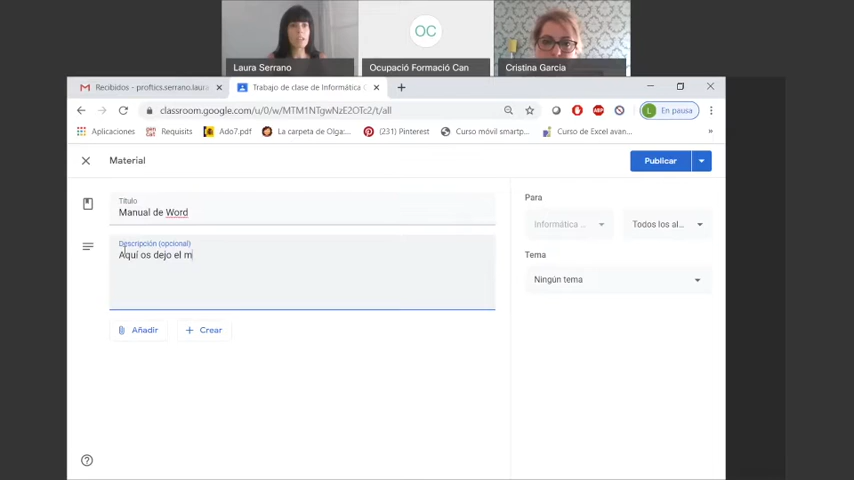 OC
Laura Serrano
Ocupació Formació Can
Cristina Garcia
Recibidos - proftics.serrano.laura
Trabajo de clase de Informática (
classroom.google.com/u/0/w/MTM1NTgwNzE2OTc2/t/all
L En pausa
Aplicaciones
Requisits
Ado7.pdf
La carpeta de Olga:...
(231) Pinterest
Curso móvil smartp...
Curso de Excel avan...
»
Material
Publicar
Título
Manual de Word
Descripción (opcional)
Aquí os dejo el m
Añadir
Crear
Para
Informática ...
Todos los al...
Tema
Ningún tema